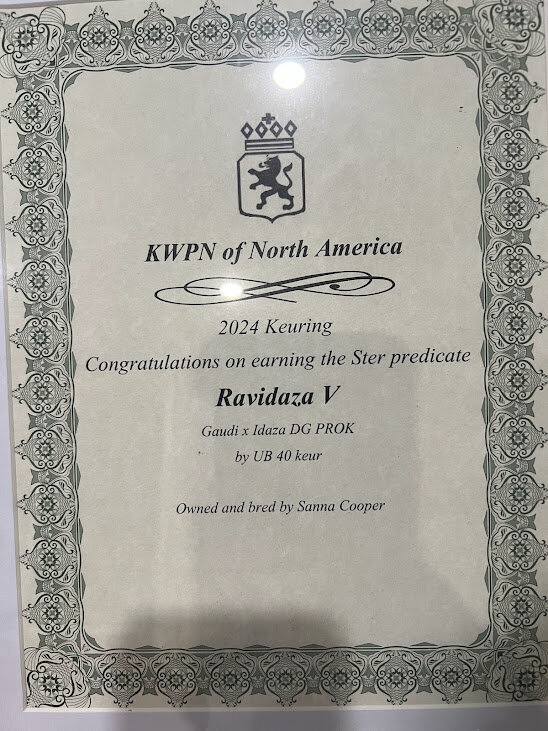 KWPN of North America
2024 Keuring
Congratulations on earning the Ster predicate
Ravidaza V
Gaudi x Idaza DG PROK
by UB 40 keur
Owned and bred by Sanna Cooper